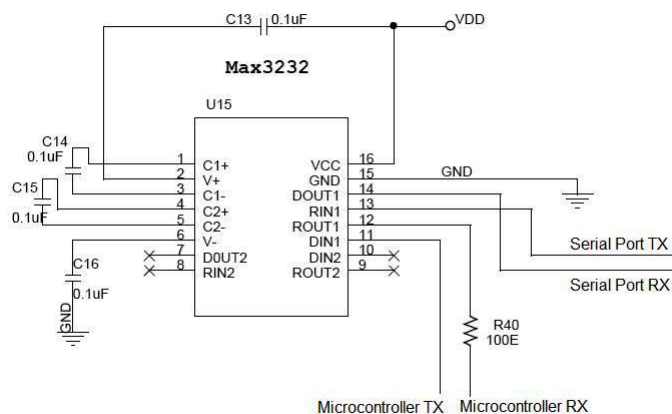 C13
0.1uF
VDD
Max3232
U15
C14
0.1uF
C15
0.1uF
C16
0.1uF
GND
1 C1+ VCC 16
2 V+ GND 15 GND
3 C1- DOUT1 14
4 C2+ RIN1 13
5 C2- ROUT1 12
6 V- DIN1 11
7 D0UT2 DIN2 10
8 RIN2 ROUT2 9
Serial Port TX
Serial Port RX
R40
100E
Microcontroller TX Microcontroller RX